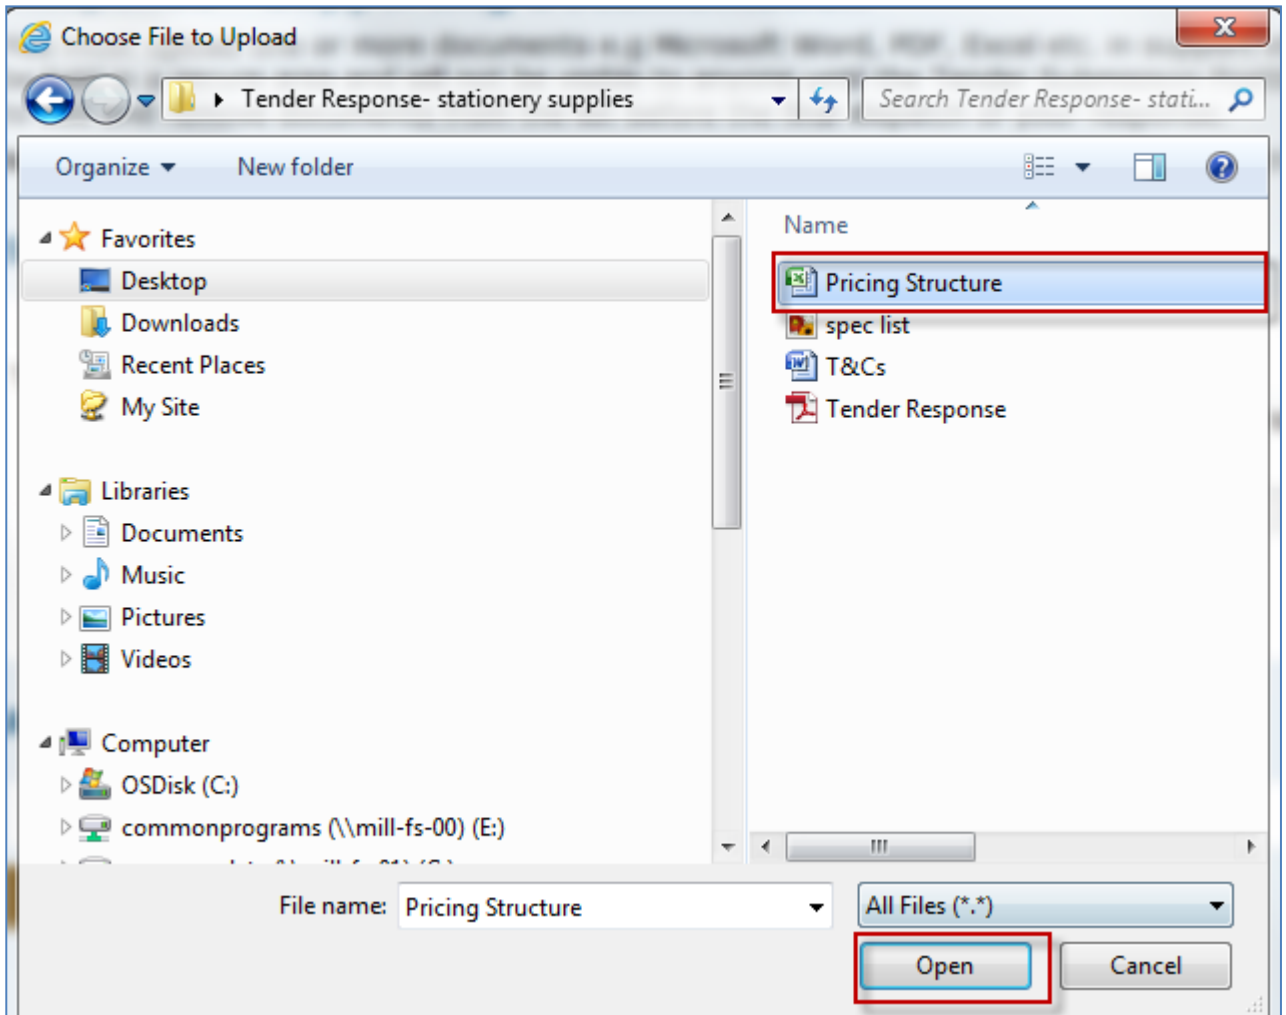 Choose File to Upload
Tender Response- stationery supplies
Search Tender Response- stati...
Organize
New folder
Favorites
Desktop
Downloads
Recent Places
My Site
Libraries
Documents
Music
Pictures
Videos
Computer
OSDisk (C:)
commonprograms (\\mill-fs-00) (E:)
Name
Pricing Structure
spec list
T&Cs
Tender Response
File name:
Pricing Structure
All Files (*.*)
Open
Cancel